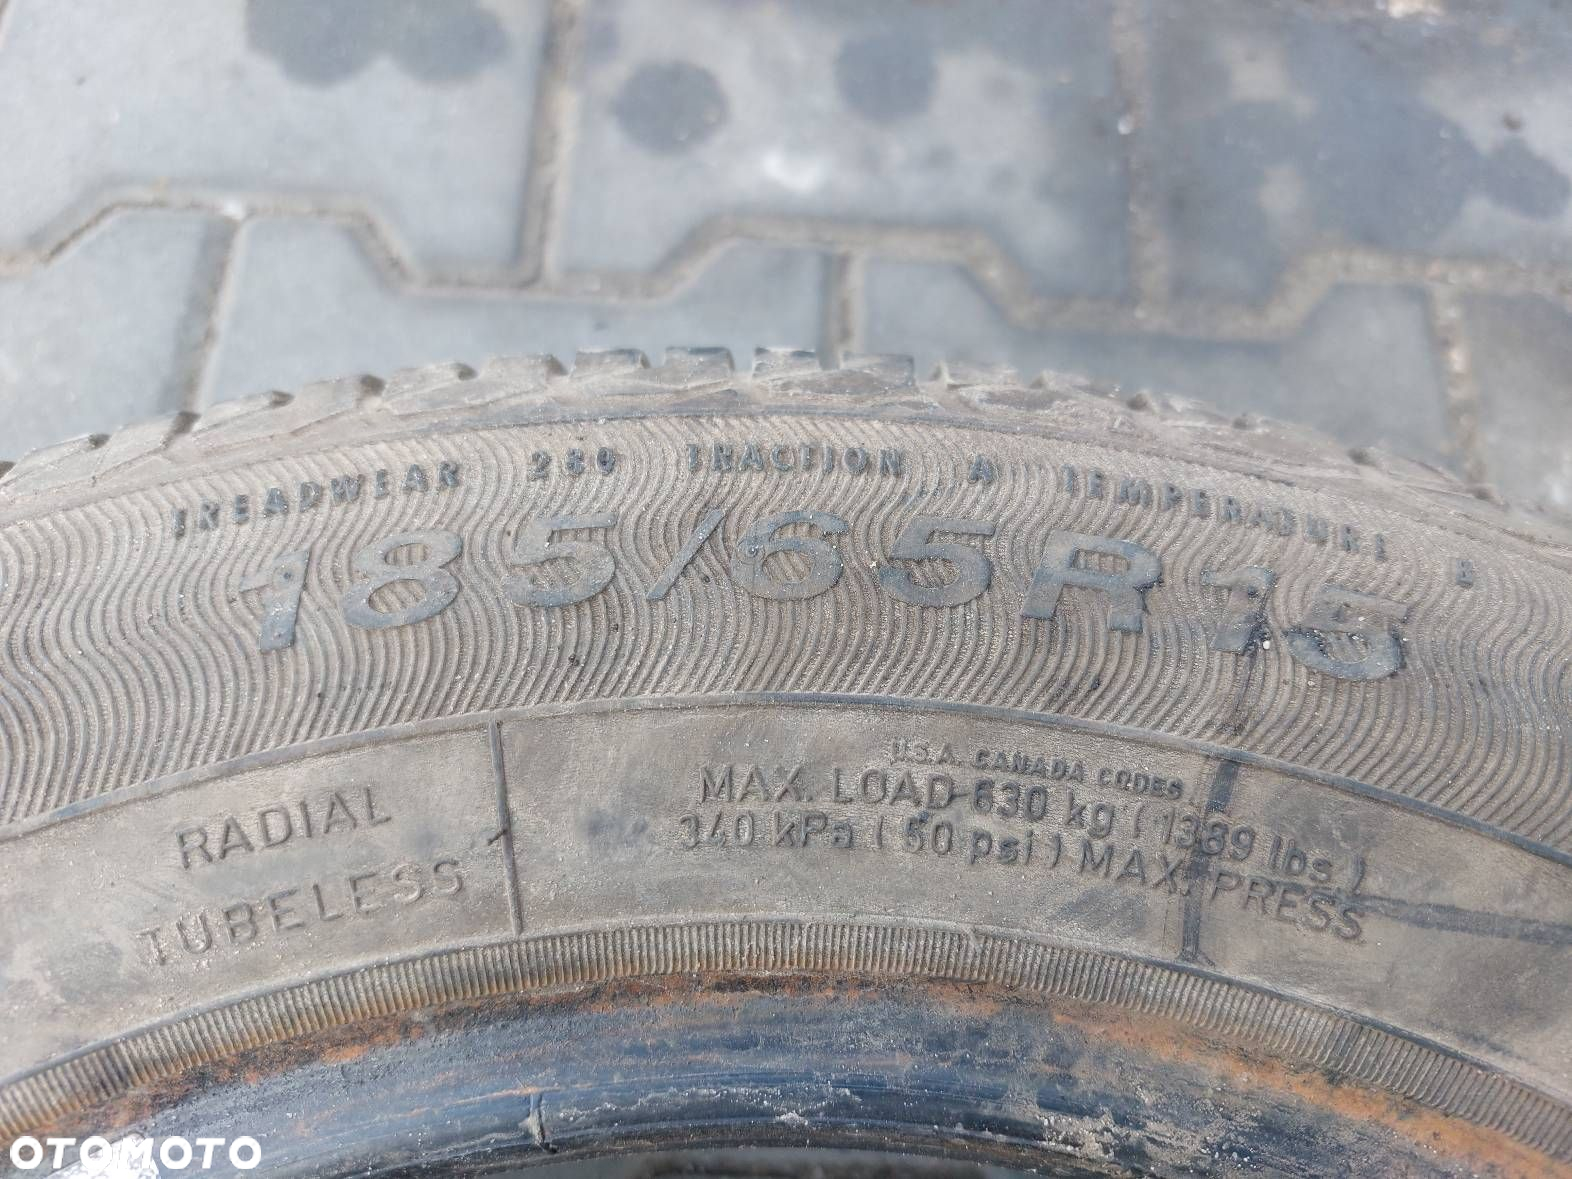 TREADWEAR 280 TRACTION A TEMPERATURE B
185/65R15
RADIAL
TUBELESS
U.S.A. CANADA CODES
MAX. LOAD 630 kg ( 1389 lbs )
340 kPa ( 50 psi ) MAX. PRESS
OTOMOTO